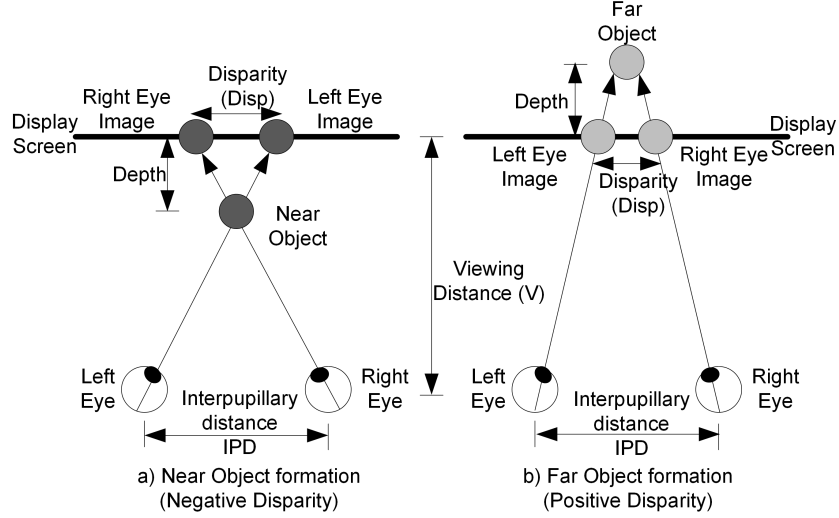 Disparity
(Disp)
Right Eye
Image
Left Eye
Image
Display
Screen
Depth
Near
Object
Left
Eye
Right
Eye
Interpupillary
distance
IPD
a) Near Object formation
(Negative Disparity)
Viewing
Distance (V)
Far
Object
Depth
Display
Screen
Left Eye
Image
Right Eye
Image
Disparity
(Disp)
Left
Eye
Right
Eye
Interpupillary
distance
IPD
b) Far Object formation
(Positive Disparity)